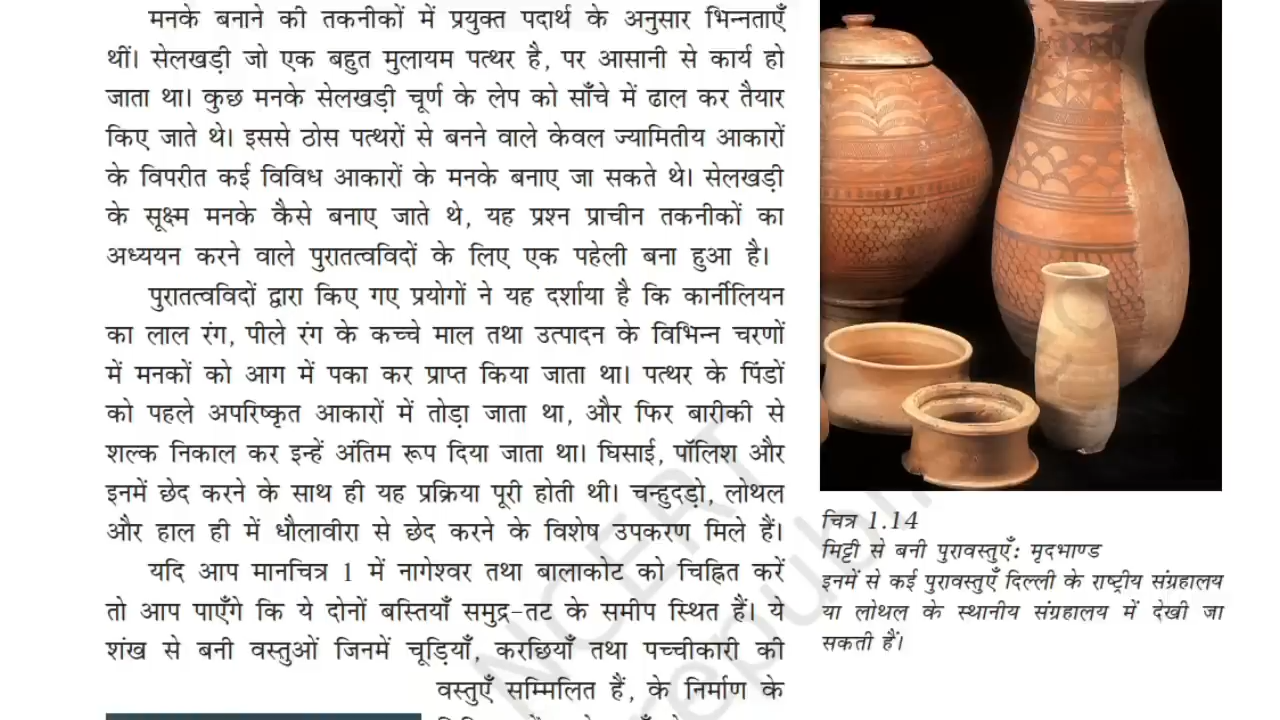 मनके बनाने की तकनीकों में प्रयुक्त पदार्थ के अनुसार भिन्नताएँ
थीं। सेलखड़ी जो एक बहुत मुलायम पत्थर है, पर आसानी से कार्य हो
जाता था। कुछ मनके सेलखड़ी चूर्ण के लेप को साँचे में ढाल कर तैयार
किए जाते थे। इससे ठोस पत्थरों से बनने वाले केवल ज्यामितीय आकारों
के विपरीत कई विविध आकारों के मनके बनाए जा सकते थे। सेलखड़ी
के सूक्ष्म मनके कैसे बनाए जाते थे, यह प्रश्न प्राचीन तकनीकों का
अध्ययन करने वाले पुरातत्वविदों के लिए एक पहेली बना हुआ है।
पुरातत्वविदों द्वारा किए गए प्रयोगों ने यह दर्शाया है कि कार्नीलियन
का लाल रंग, पीले रंग के कच्चे माल तथा उत्पादन के विभिन्न चरणों
में मनकों को आग में पका कर प्राप्त किया जाता था। पत्थर के पिंडों
को पहले अपरिष्कृत आकारों में तोड़ा जाता था, और फिर बारीकी से
शल्क निकाल कर इन्हें अंतिम रूप दिया जाता था। घिसाई, पॉलिश और
इनमें छेद करने के साथ ही यह प्रक्रिया पूरी होती थी। चन्हुदड़ो, लोथल
और हाल ही में धौलावीरा से छेद करने के विशेष उपकरण मिले हैं।
यदि आप मानचित्र 1 में नागेश्वर तथा बालाकोट को चिह्नित करें
तो आप पाएँगे कि ये दोनों बस्तियाँ समुद्र-तट के समीप स्थित हैं। ये
शंख से बनी वस्तुओं जिनमें चूड़ियाँ, करछियाँ तथा पच्चीकारी की
वस्तुएँ सम्मिलित हैं, के निर्माण के
चित्र 1.14
मिट्टी से बनी पुरावस्तुएँ: मृदभाण्ड
इनमें से कई पुरावस्तुएँ दिल्ली के राष्ट्रीय संग्रहालय
या लोथल के स्थानीय संग्रहालय में देखी जा
सकती हैं।
NCERT
republi